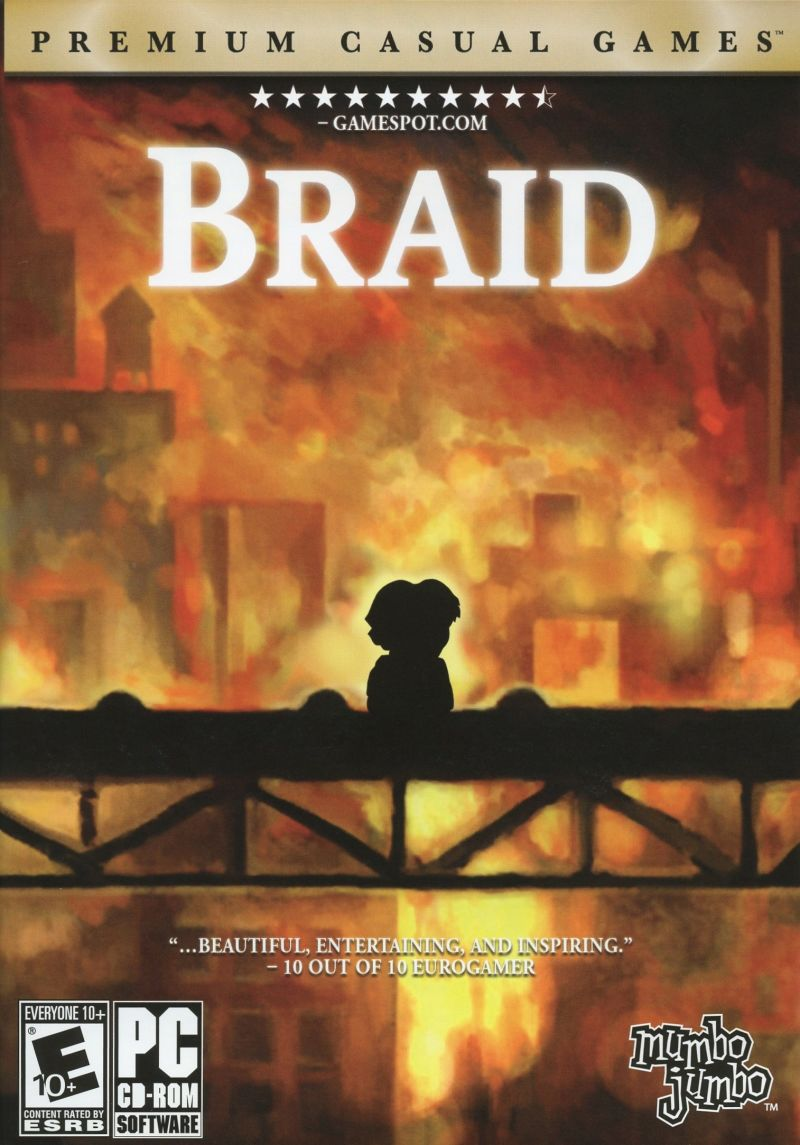 PREMIUM CASUAL GAMES™
– GAMESPOT.COM
BRAID
“...BEAUTIFUL, ENTERTAINING, AND INSPIRING.”
– 10 OUT OF 10 EUROGAMER
EVERYONE 10+
®
E
10+
CONTENT RATED BY
ESRB
PC
CD-ROM
SOFTWARE
mumbo
jumbo
TM